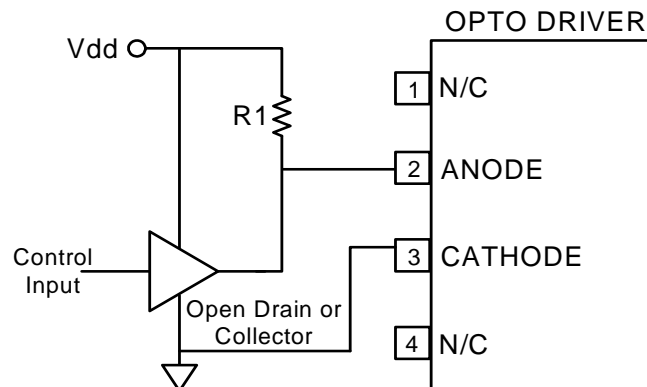 OPTO DRIVER
Vdd
1 N/C
R1
2 ANODE
Control
Input
3 CATHODE
Open Drain or
Collector
4 N/C